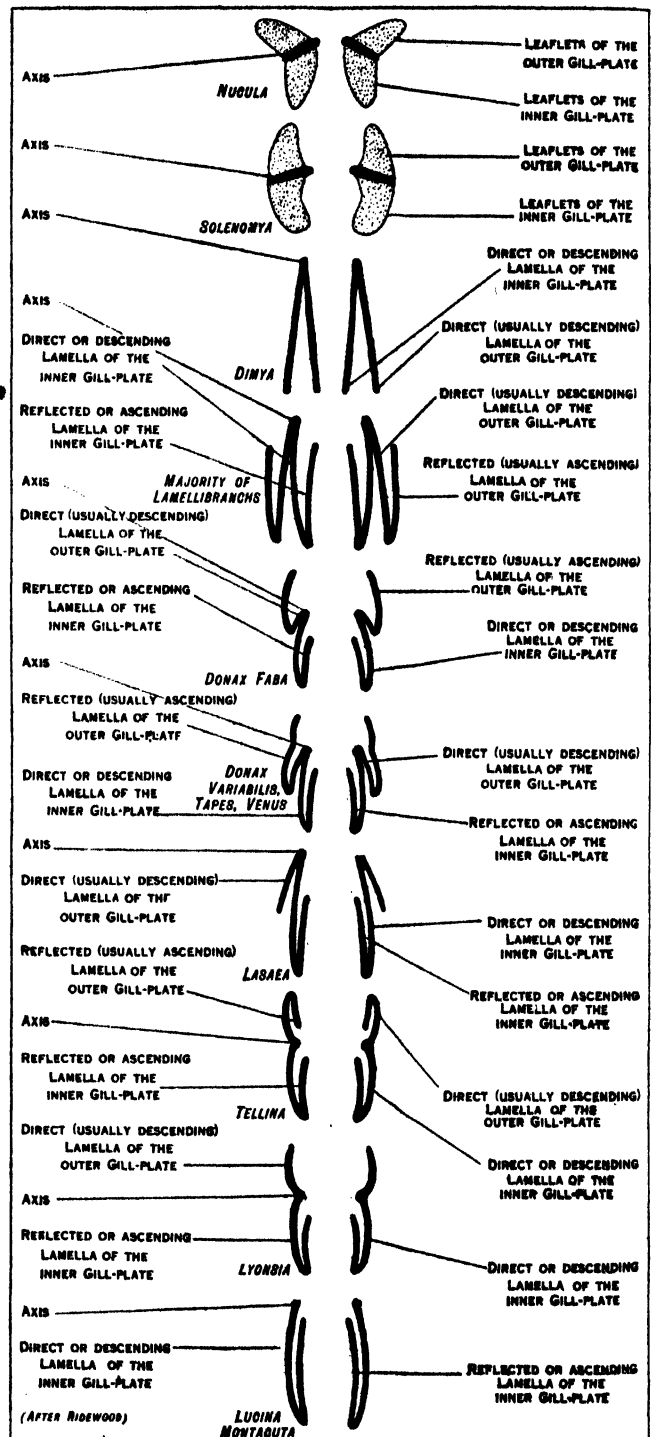 LEAFLETS OF THE
OUTER GILL-PLATE
AXIS
NUCULA
LEAFLETS OF THE
INNER GILL-PLATE
AXIS
LEAFLETS OF THE
OUTER GILL-PLATE
AXIS
SOLENOMYA
LEAFLETS OF THE
INNER GILL-PLATE
DIRECT OR DESCENDING
LAMELLA OF THE
INNER GILL-PLATE
AXIS
DIRECT OR DESCENDING
LAMELLA OF THE
INNER GILL-PLATE
DIMYA
DIRECT (USUALLY DESCENDING)
LAMELLA OF THE
OUTER GILL-PLATE
REFLECTED OR ASCENDING
LAMELLA OF THE
INNER GILL-PLATE
DIRECT (USUALLY DESCENDING)
LAMELLA OF THE
OUTER GILL-PLATE
AXIS
MAJORITY OF
LAMELLIBRANCHS
REFLECTED (USUALLY ASCENDING)
LAMELLA OF THE
OUTER GILL-PLATE
DIRECT (USUALLY DESCENDING)
LAMELLA OF THE
OUTER GILL-PLATE
REFLECTED (USUALLY ASCENDING)
LAMELLA OF THE
OUTER GILL-PLATE
REFLECTED OR ASCENDING
LAMELLA OF THE
INNER GILL-PLATE
DIRECT OR DESCENDING
LAMELLA OF THE
INNER GILL-PLATE
AXIS
DONAX FABA
REFLECTED (USUALLY ASCENDING)
LAMELLA OF THE
OUTER GILL-PLATE
DIRECT (USUALLY DESCENDING)
LAMELLA OF THE
OUTER GILL-PLATE
DIRECT OR DESCENDING
LAMELLA OF THE
INNER GILL-PLATE
DONAX
VARIABILIS,
TAPES, VENUS
REFLECTED OR ASCENDING
LAMELLA OF THE
INNER GILL-PLATE
AXIS
DIRECT (USUALLY DESCENDING)
LAMELLA OF THE
OUTER GILL-PLATE
DIRECT OR DESCENDING
LAMELLA OF THE
INNER GILL-PLATE
REFLECTED (USUALLY ASCENDING)
LAMELLA OF THE
OUTER GILL-PLATE
LASAEA
REFLECTED OR ASCENDING
LAMELLA OF THE
INNER GILL-PLATE
AXIS
REFLECTED OR ASCENDING
LAMELLA OF THE
INNER GILL-PLATE
TELLINA
DIRECT (USUALLY DESCENDING)
LAMELLA OF THE
OUTER GILL-PLATE
DIRECT (USUALLY DESCENDING)
LAMELLA OF THE
OUTER GILL-PLATE
DIRECT OR DESCENDING
LAMELLA OF THE
INNER GILL-PLATE
AXIS
REFLECTED OR ASCENDING
LAMELLA OF THE
INNER GILL-PLATE
LYONSIA
DIRECT OR DESCENDING
LAMELLA OF THE
INNER GILL-PLATE
AXIS
DIRECT OR DESCENDING
LAMELLA OF THE
INNER GILL-PLATE
REFLECTED OR ASCENDING
LAMELLA OF THE
INNER GILL-PLATE
(AFTER RIDEWOOD)
LUCINA
MONTACUTA